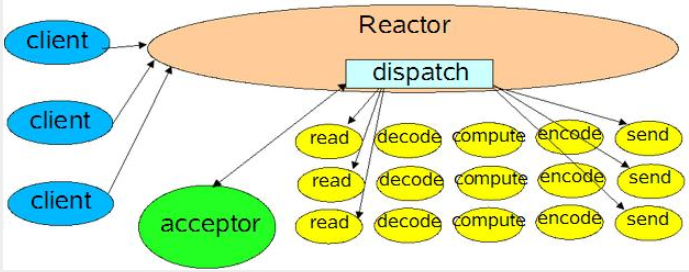 Reactor
client
dispatch
client
read decode compute encode send
read decode compute encode send
client
acceptor
read decode compute encode send